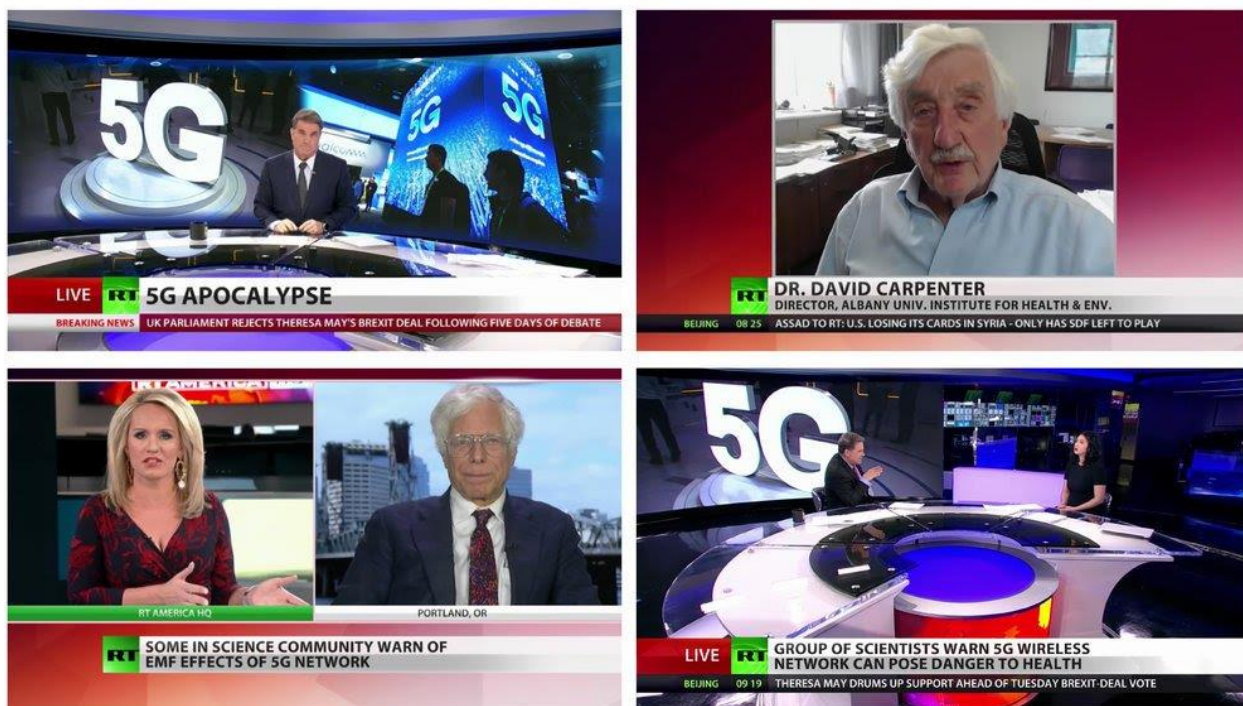 5G
5G
5G
LIVE
RT
5G APOCALYPSE
BREAKING NEWS
UK PARLIAMENT REJECTS THERESA MAY'S BREXIT DEAL FOLLOWING FIVE DAYS OF DEBATE
RT
DR. DAVID CARPENTER
DIRECTOR, ALBANY UNIV. INSTITUTE FOR HEALTH & ENV.
BEIJING 08 25
ASSAD TO RT: U.S. LOSING ITS CARDS IN SYRIA - ONLY HAS SDF LEFT TO PLAY
RT AMERICA
RT AMERICA HQ
PORTLAND, OR
RT
SOME IN SCIENCE COMMUNITY WARN OF
EMF EFFECTS OF 5G NETWORK
5G
LIVE
RT
GROUP OF SCIENTISTS WARN 5G WIRELESS
NETWORK CAN POSE DANGER TO HEALTH
BEIJING 09 19
THERESA MAY DRUMS UP SUPPORT AHEAD OF TUESDAY BREXIT-DEAL VOTE